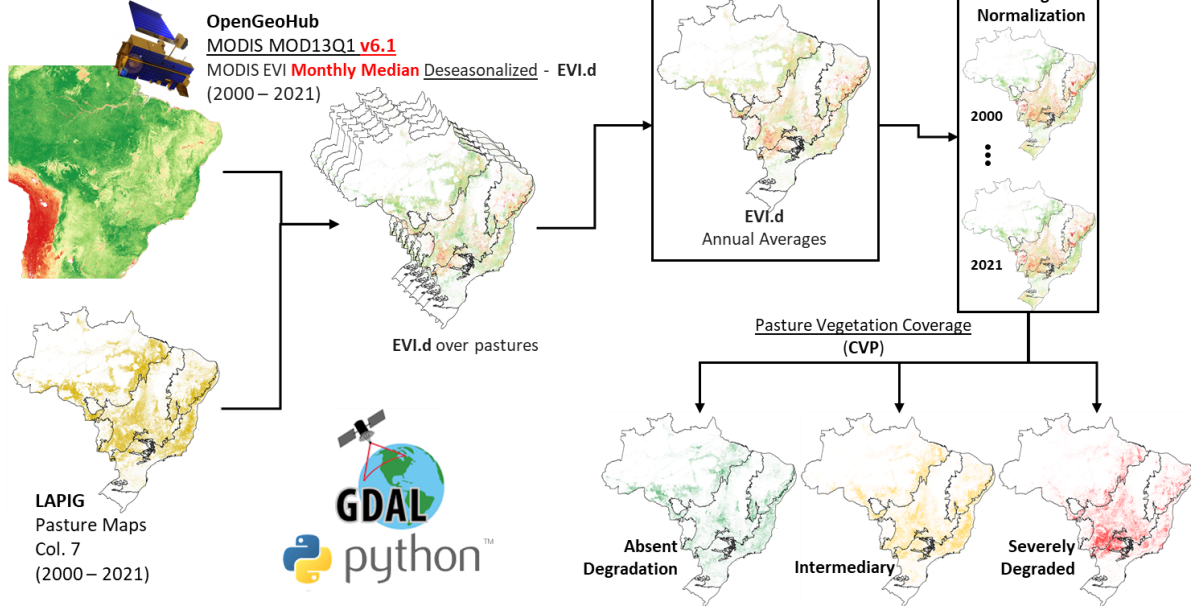 OpenGeoHub
MODIS MOD13Q1 v6.1
MODIS EVI Monthly Median Deseasonalized - EVI.d
(2000 – 2021)
EVI.d over pastures
LAPIG
Pasture Maps
Col. 7
(2000 – 2021)
GDAL
python™
EVI.d
Annual Averages
Normalization
2000
2021
Pasture Vegetation Coverage
(CVP)
Absent
Degradation
Intermediary
Severely
Degraded